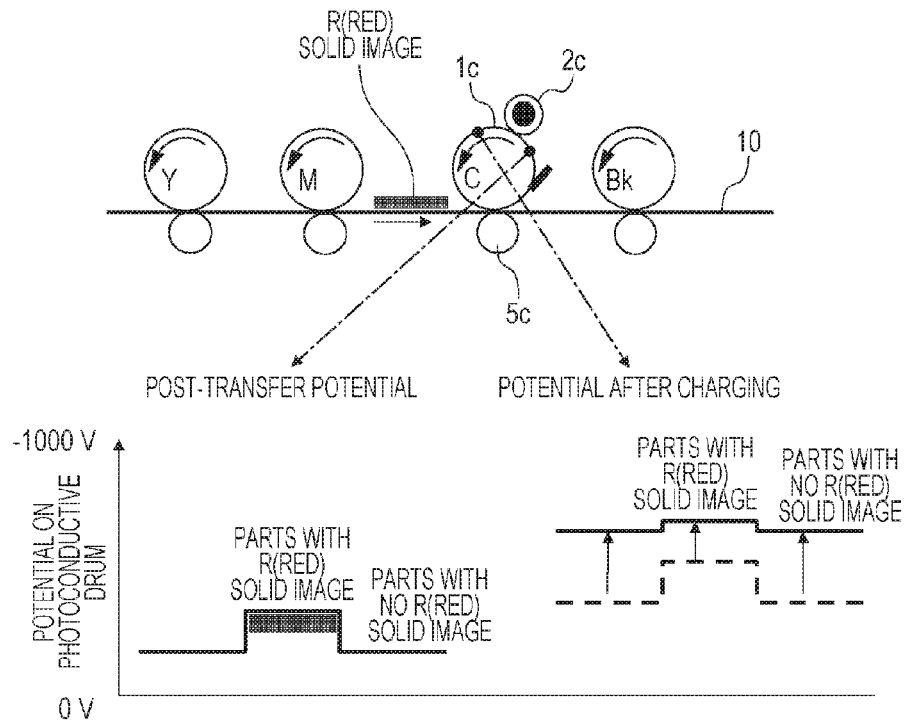 R(RED)
SOLID IMAGE
1c
2c
Y
M
C
Bk
10
5c
POST-TRANSFER POTENTIAL
POTENTIAL AFTER CHARGING
-1000 V
POTENTIAL ON
PHOTOCONDUCTIVE
DRUM
0 V
PARTS WITH
R(RED)
SOLID IMAGE
PARTS WITH
NO R(RED)
SOLID IMAGE
PARTS WITH
R(RED)
SOLID IMAGE
PARTS WITH
NO R(RED)
SOLID IMAGE